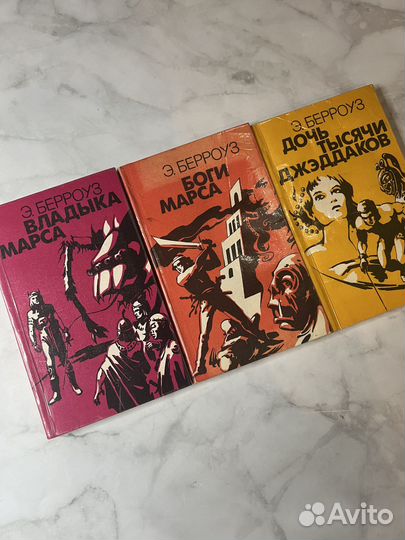 Э. БЕРРОУЗ
ВЛАДЫКА
МАРСА
Э. БЕРРОУЗ
БОГИ
МАРСА
Э. БЕРРОУЗ
ДОЧЬ
ТЫСЯЧИ
ДЖЭДДАКОВ
Avito